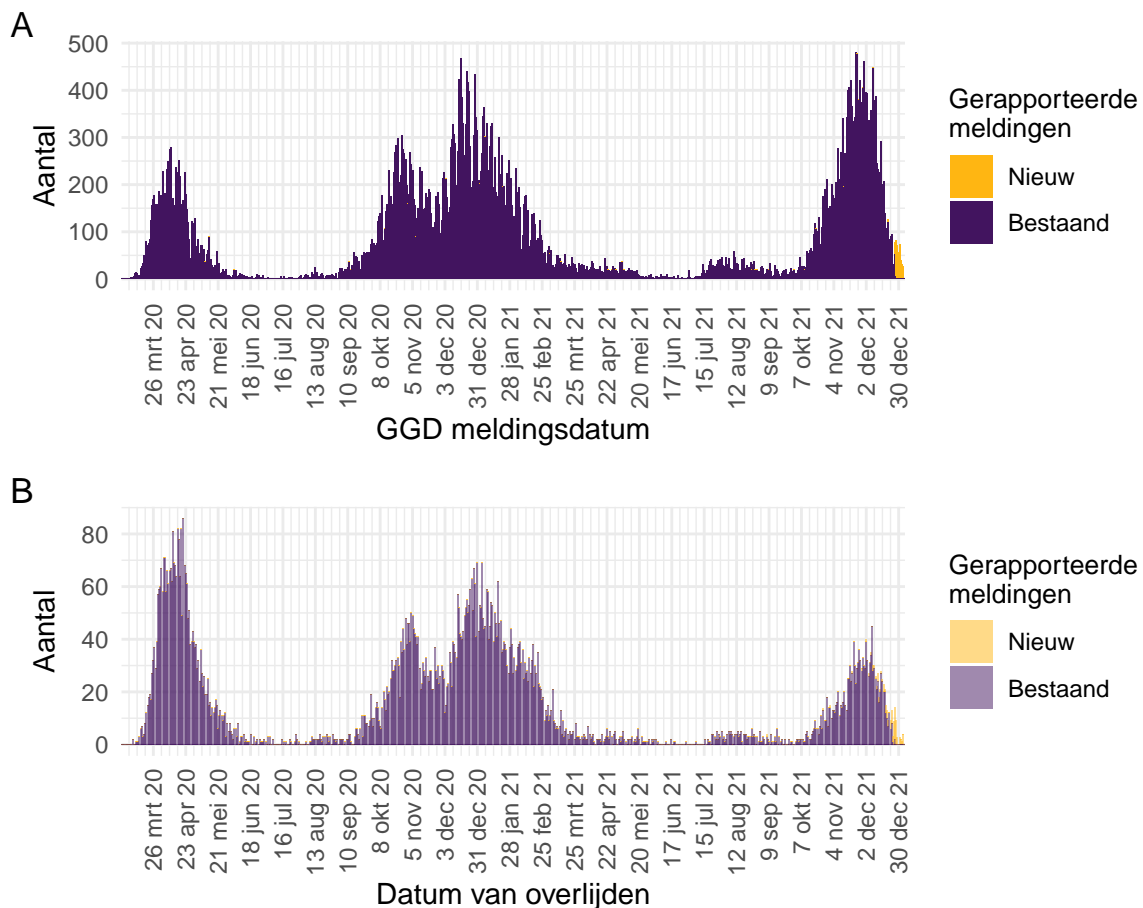 A
Aantal
500
400
300
200
100
0
26 mrt 20
23 apr 20
21 mei 20
18 jun 20
16 jul 20
13 aug 20
10 sep 20
8 okt 20
5 nov 20
3 dec 20
31 dec 20
28 jan 21
25 feb 21
25 mrt 21
22 apr 21
20 mei 21
17 jun 21
15 jul 21
12 aug 21
9 sep 21
7 okt 21
4 nov 21
2 dec 21
30 dec 21
GGD meldingsdatum
Gerapporteerde
meldingen
Nieuw
Bestaand
B
Aantal
80
60
40
20
0
26 mrt 20
23 apr 20
21 mei 20
18 jun 20
16 jul 20
13 aug 20
10 sep 20
8 okt 20
5 nov 20
3 dec 20
31 dec 20
28 jan 21
25 feb 21
25 mrt 21
22 apr 21
20 mei 21
17 jun 21
15 jul 21
12 aug 21
9 sep 21
7 okt 21
4 nov 21
2 dec 21
30 dec 21
Datum van overlijden
Gerapporteerde
meldingen
Nieuw
Bestaand